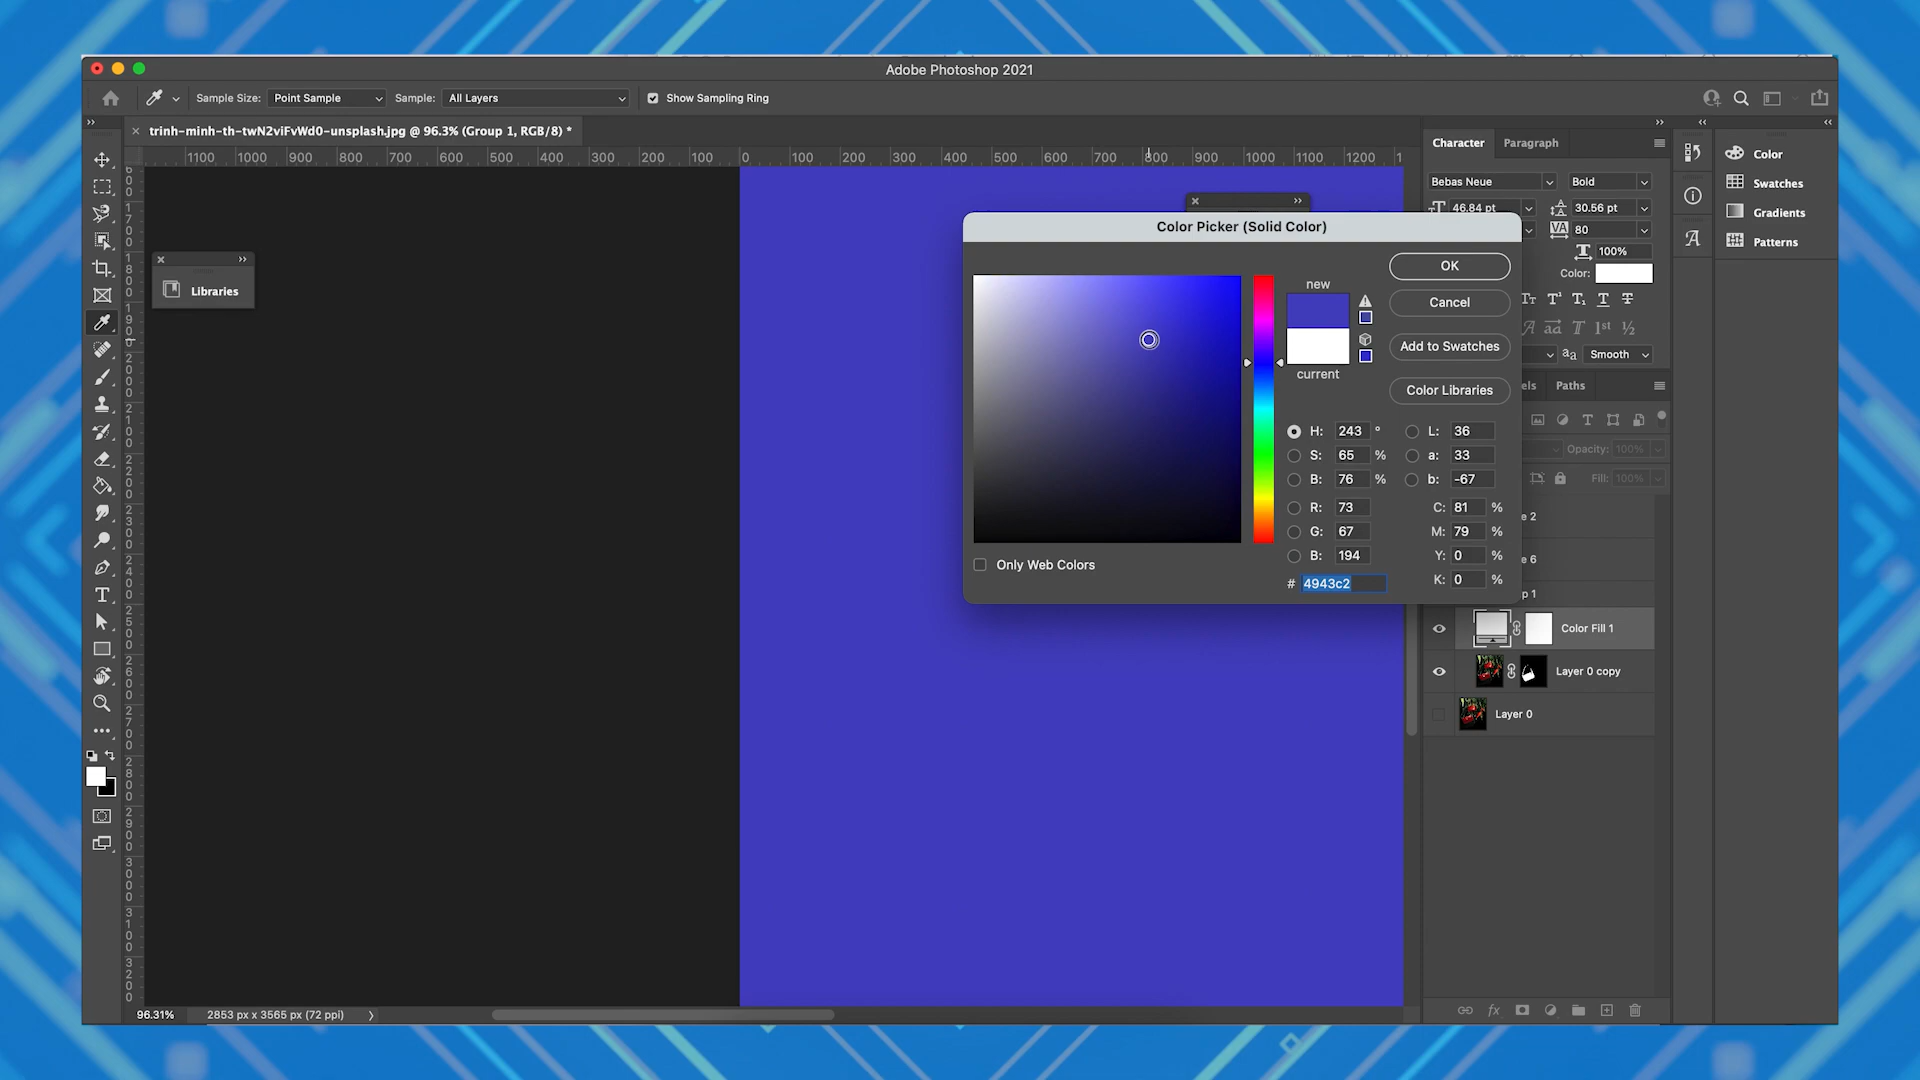 Adobe Photoshop 2021
Sample Size: Point Sample Sample: All Layers Show Sampling Ring
trinh-minh-th-twN2viFvWd0-unsplash.jpg @ 96.3% (Group 1, RGB/8) *
1100 1000 900 800 700 600 500 400 300 200 100 0 100 200 300 400 500 600 700 800 900 1000 1100 1200 1
Libraries
Character Paragraph
Bebas Neue Bold
46.84 pt 30.56 pt
80
100%
Color:
Smooth
Paths
Opacity: 100%
Fill: 100%
Color
Swatches
Gradients
Patterns
Color Picker (Solid Color)
new
current
OK
Cancel
Add to Swatches
Color Libraries
H: 243 ° L: 36
S: 65 % a: 33
B: 76 % b: -67
R: 73 C: 81 %
G: 67 M: 79 %
B: 194 Y: 0 %
# 4943c2 K: 0 %
Only Web Colors
e 2
e 6
p 1
Color Fill 1
Layer 0 copy
Layer 0
96.31% 2853 px x 3565 px (72 ppi)